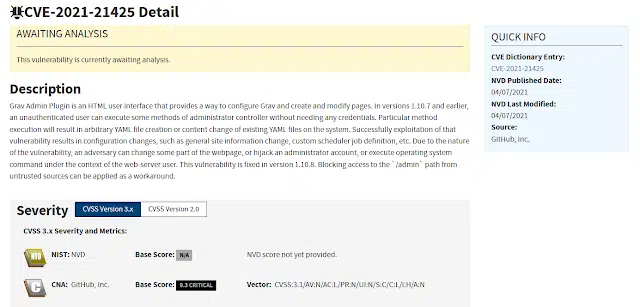 CVE-2021-21425 Detail
AWAITING ANALYSIS
This vulnerability is currently awaiting analysis.
Description
Grav Admin Plugin is an HTML user interface that provides a way to configure Grav and create and modify pages. In versions 1.10.7 and earlier,
an unauthenticated user can execute some methods of administrator controller without needing any credentials. Particular method
execution will result in arbitrary YAML file creation or content change of existing YAML files on the system. Successfully exploitation of that
vulnerability results in configuration changes, such as general site information change, custom scheduler job definition, etc. Due to the nature
of the vulnerability, an adversary can change some part of the webpage, or hijack an administrator account, or execute operating system
command under the context of the web-server user. This vulnerability is fixed in version 1.10.8. Blocking access to the `/admin` path from
untrusted sources can be applied as a workaround.
QUICK INFO
CVE Dictionary Entry:
CVE-2021-21425
NVD Published Date:
04/07/2021
NVD Last Modified:
04/07/2021
Source:
GitHub, Inc.
Severity CVSS Version 3.x CVSS Version 2.0
CVSS 3.x Severity and Metrics:
NVD NIST: NVD Base Score: N/A NVD score not yet provided.
C CNA: GitHub, Inc. Base Score: 9.3 CRITICAL Vector: CVSS:3.1/AV:N/AC:L/PR:N/UI:N/S:C/C:L/I:H/A:N